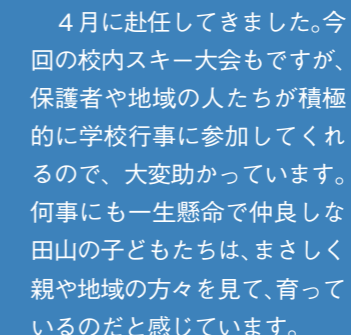 ４月に赴任してきました。今
回の校内スキー大会もですが、
保護者や地域の人たちが積極
的に学校行事に参加してくれ
るので、大変助かっています。
何事にも一生懸命で仲良しな
田山の子どもたちは、まさしく
親や地域の方々を見て、育って
いるのだと感じています。